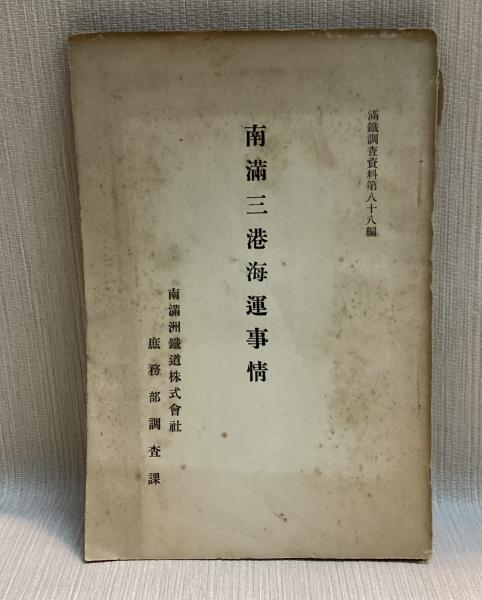 滿鐵調査資料第八十八編
南滿三港海運事情
南滿洲鐵道株式會社
庶務部調査課